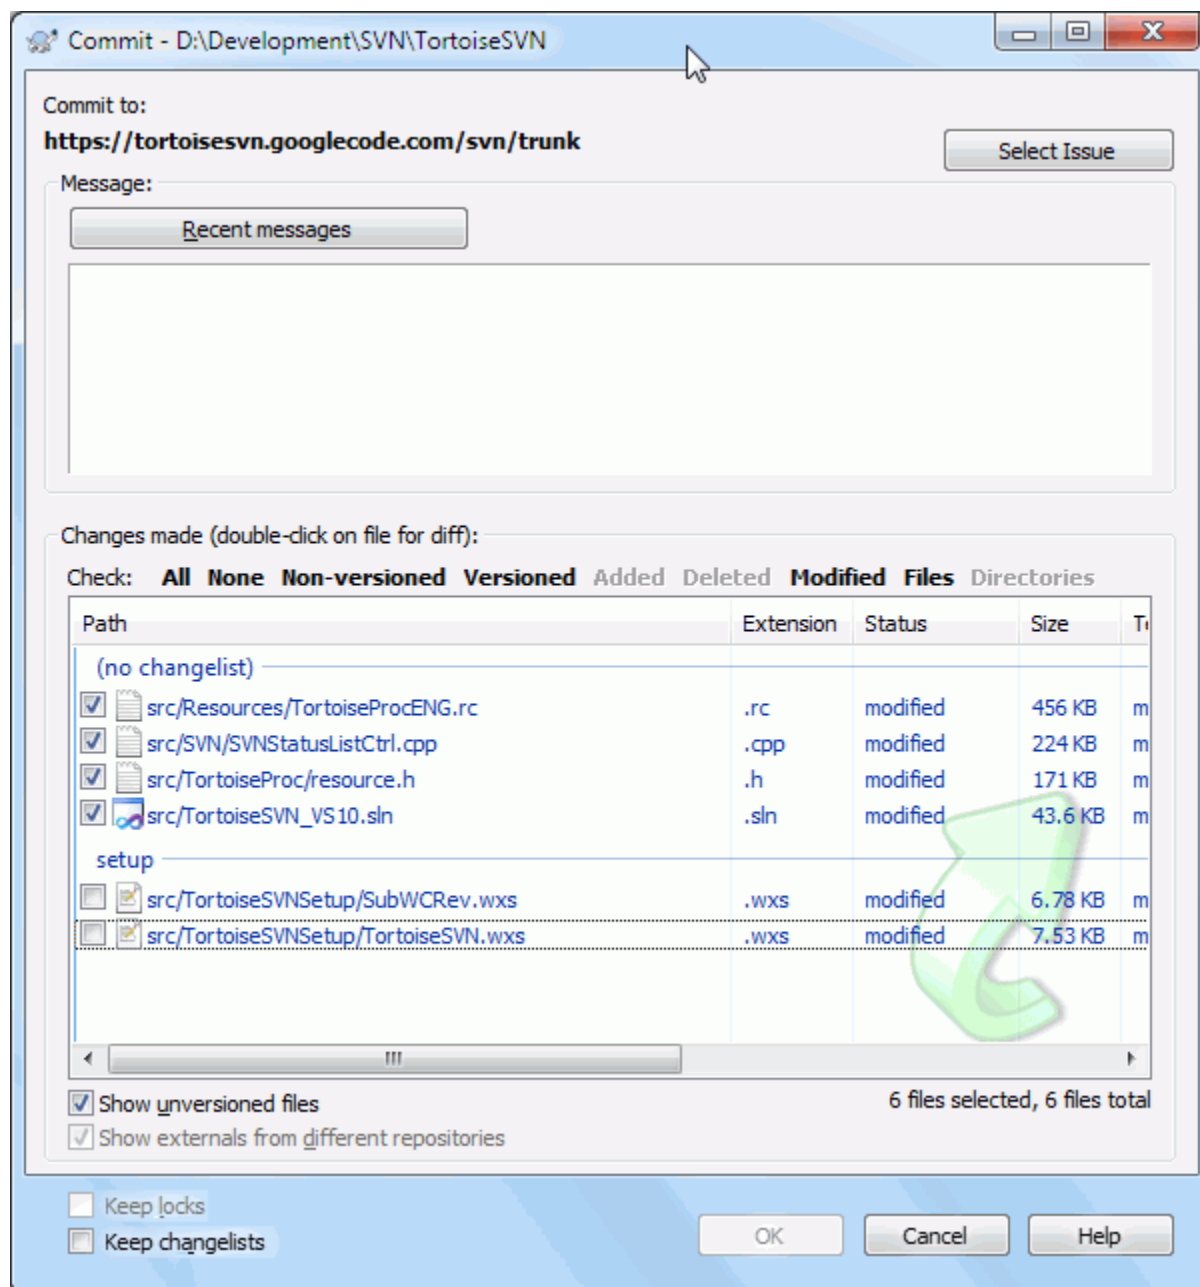 Commit - D:\Development\SVN\TortoiseSVN
Commit to:
https://tortoisesvn.googlecode.com/svn/trunk
Select Issue
Message:
Recent messages
Changes made (double-click on file for diff):
Check: All None Non-versioned Versioned Added Deleted Modified Files Directories
Path Extension Status Size
(no changelist)
src/Resources/TortoiseProcENG.rc .rc modified 456 KB m
src/SVN/SVNStatusListCtrl.cpp .cpp modified 224 KB m
src/TortoiseProc/resource.h .h modified 171 KB m
src/TortoiseSVN_VS10.sln .sln modified 43.6 KB m
setup
src/TortoiseSVNSetup/SubWCRev.wxs .wxs modified 6.78 KB m
src/TortoiseSVNSetup/TortoiseSVN.wxs .wxs modified 7.53 KB m
Show unversioned files
6 files selected, 6 files total
Show externals from different repositories
Keep locks
Keep changelists
OK Cancel Help